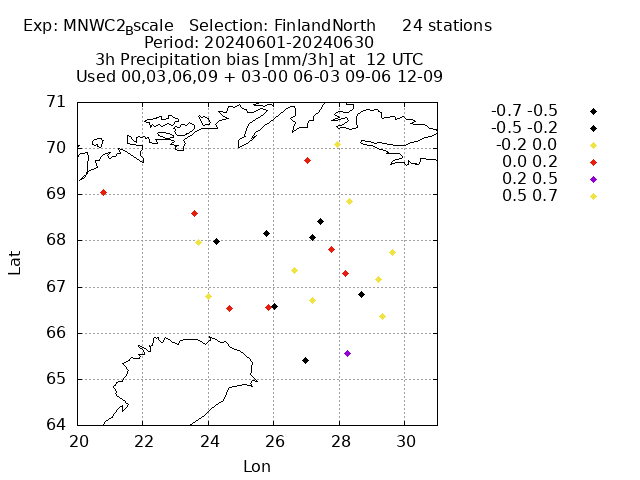 Exp: MNWC2Bscale   Selection: FinlandNorth     24 stations
Period: 20240601-20240630
3h Precipitation bias [mm/3h] at  12 UTC
Used 00,03,06,09 + 03-00 06-03 09-06 12-09
-0.7 -0.5
-0.5 -0.2
-0.2 0.0
0.0 0.2
0.2 0.5
0.5 0.7
71
70
69
68
67
66
65
64
Lat
20 22 24 26 28 30
Lon